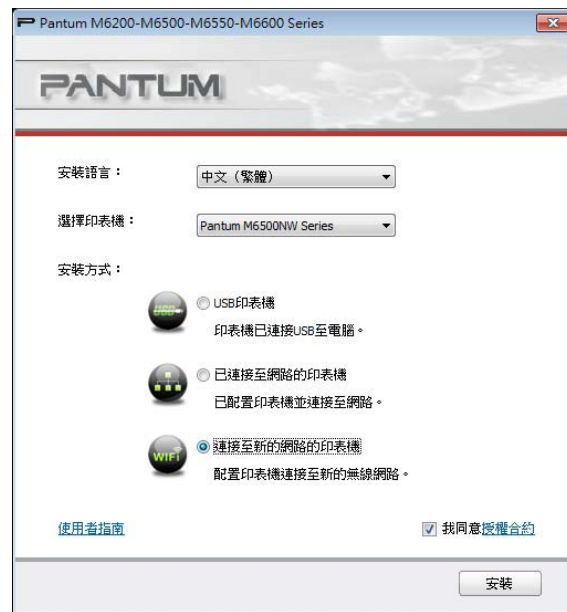 Pantum M6200-M6500-M6550-M6600 Series
PANTUM
安裝語言：
中文（繁體）
選擇印表機：
Pantum M6500NW Series
安裝方式：
USB
USB印表機
印表機已連接USB至電腦。
已連接至網路的印表機
已配置印表機並連接至網路。
WIFI
連接至新的網路的印表機
配置印表機連接至新的無線網路。
使用者指南
我同意授權合約
安裝